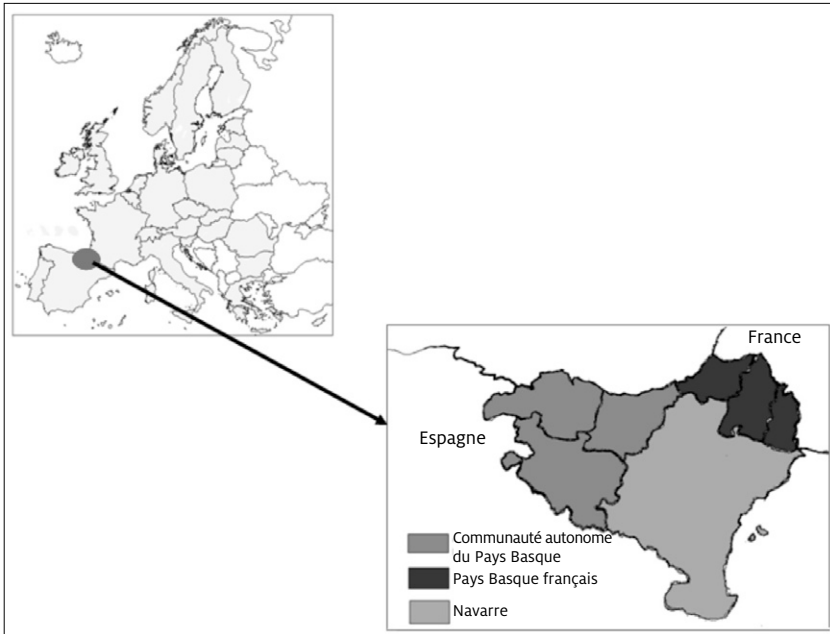 France
Espagne
Communauté autonome
du Pays Basque
Pays Basque français
Navarre